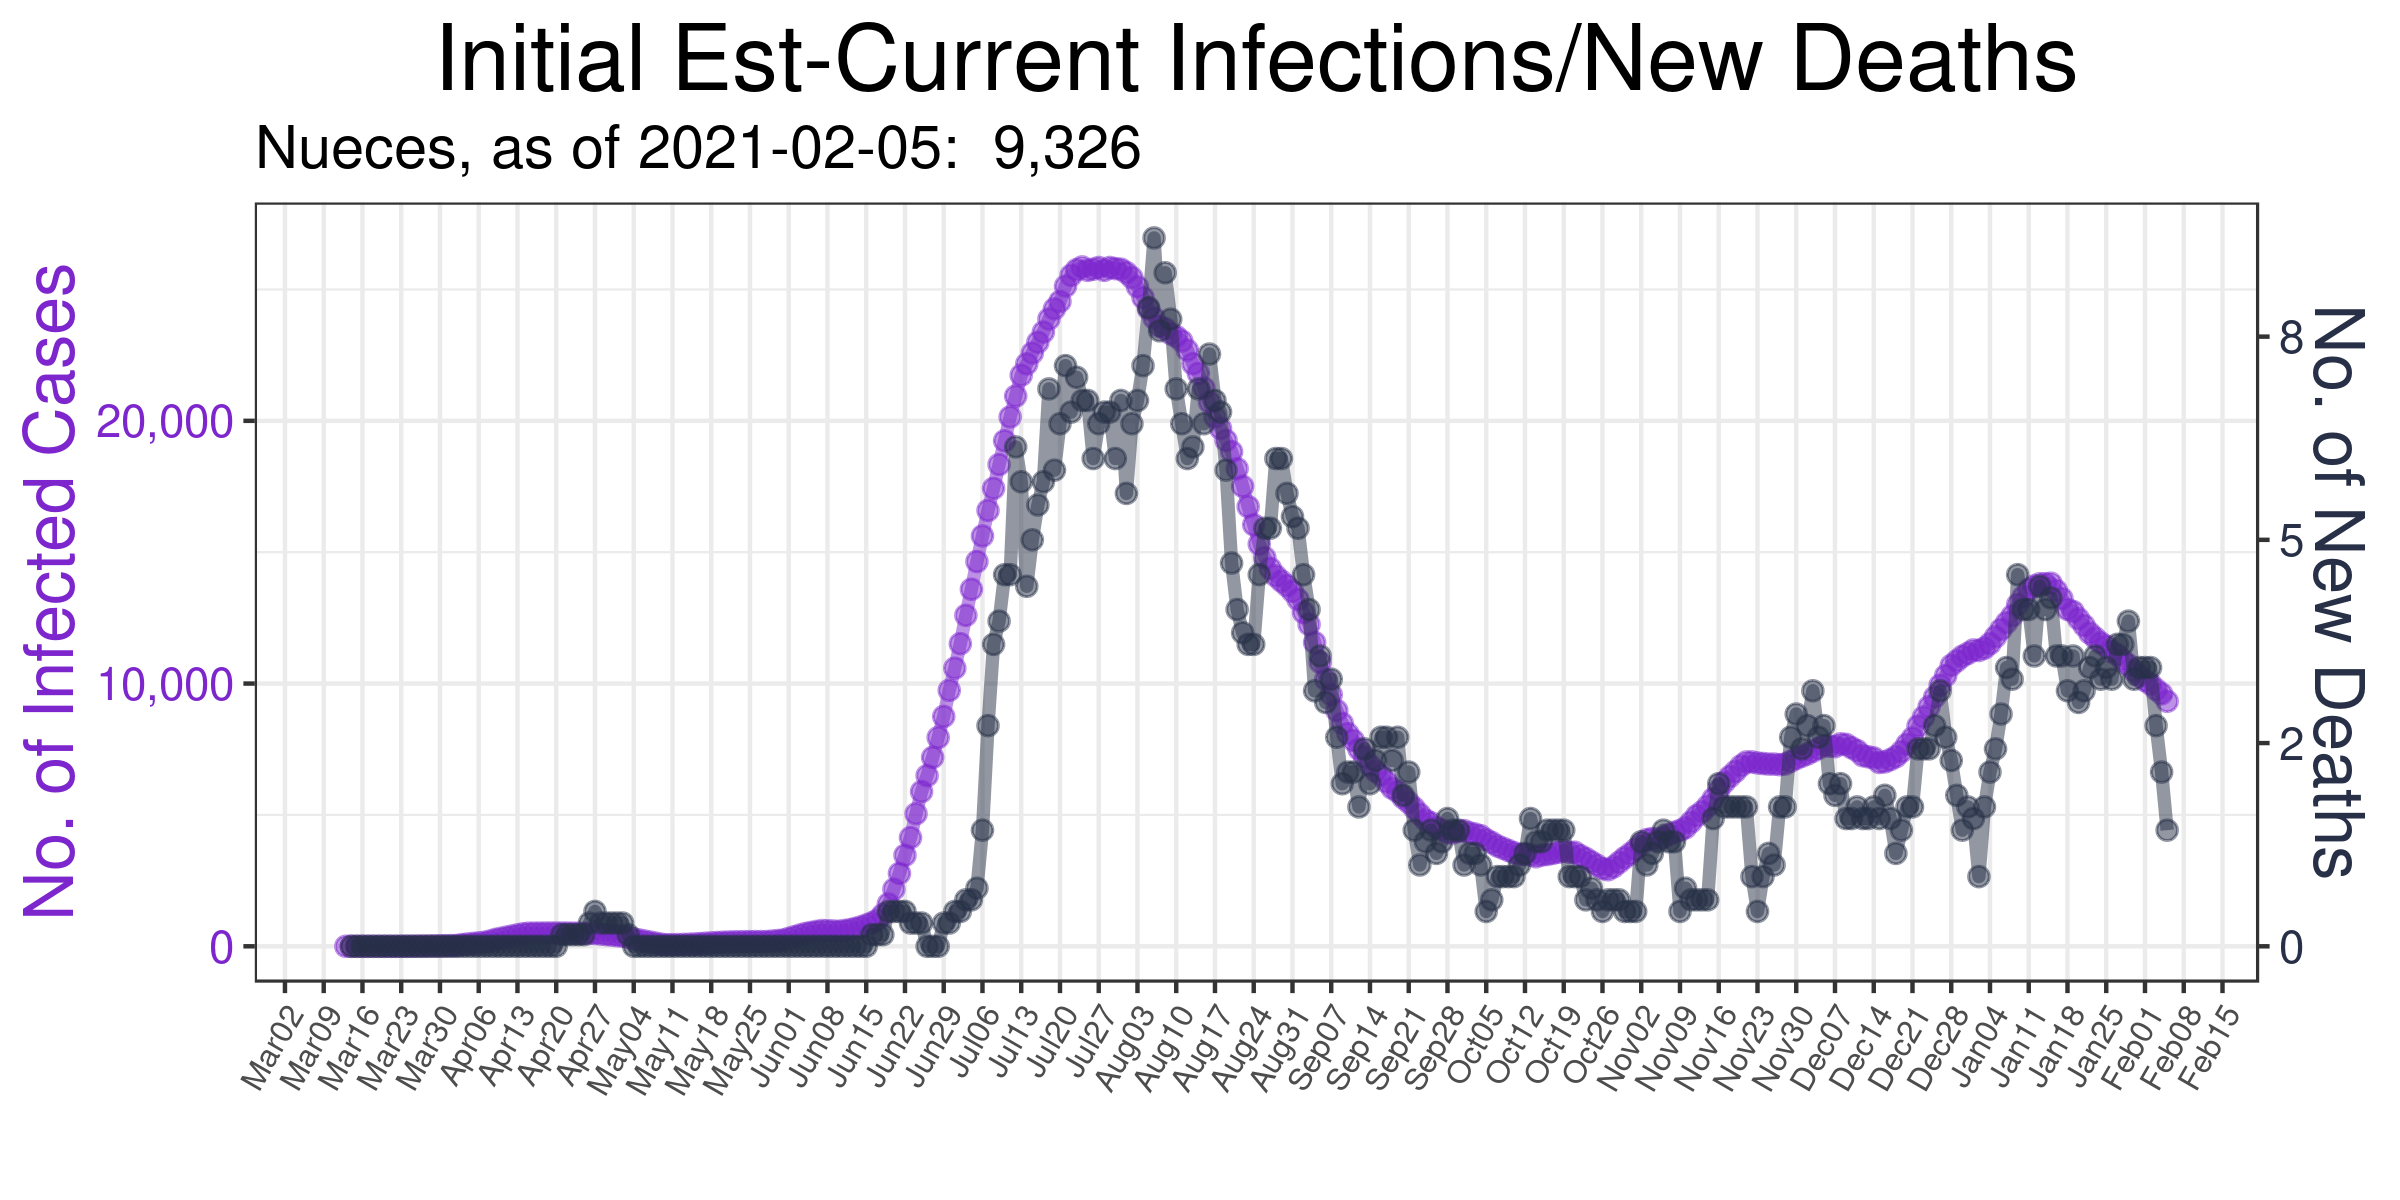 Initial Est-Current Infections/New Deaths
Nueces, as of 2021-02-05:  9,326
No. of Infected Cases
20,000
10,000
0
8
5
2
0
No. of New Deaths
Mar02
Mar09
Mar16
Mar23
Mar30
Apr06
Apr13
Apr20
Apr27
May04
May11
May18
May25
Jun01
Jun08
Jun15
Jun22
Jun29
Jul06
Jul13
Jul20
Jul27
Aug03
Aug10
Aug17
Aug24
Aug31
Sep07
Sep14
Sep21
Sep28
Oct05
Oct12
Oct19
Oct26
Nov02
Nov09
Nov16
Nov23
Nov30
Dec07
Dec14
Dec21
Dec28
Jan04
Jan11
Jan18
Jan25
Feb01
Feb08
Feb15